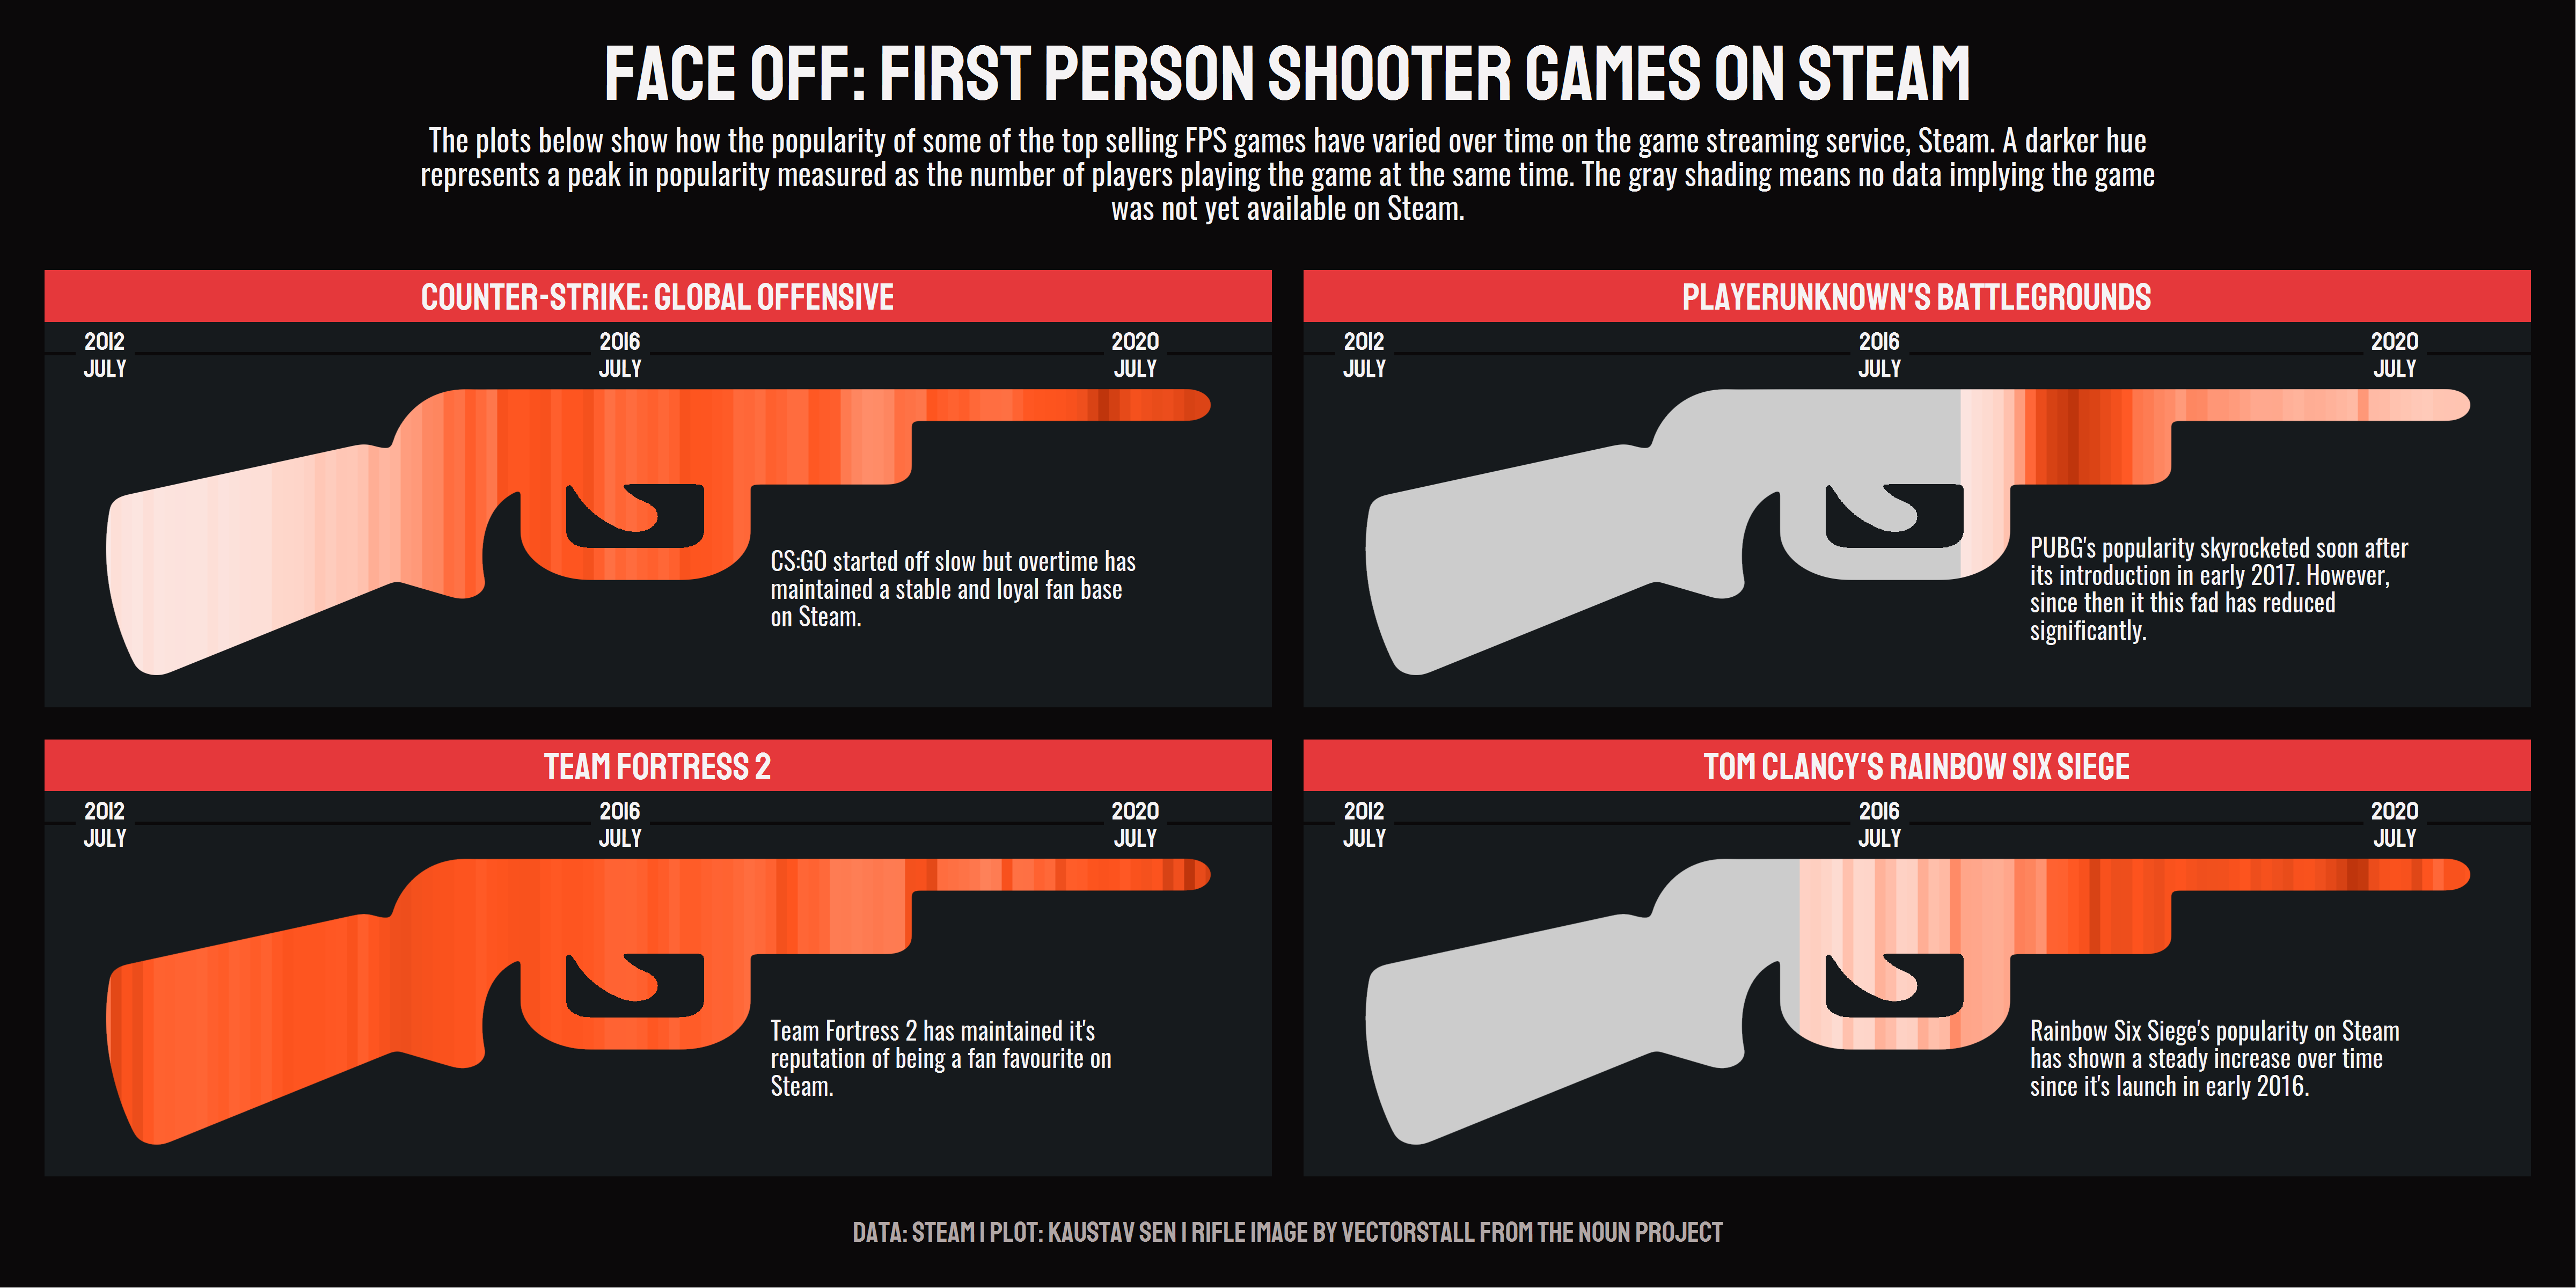 FACE OFF: FIRST PERSON SHOOTER GAMES ON STEAM
The plots below show how the popularity of some of the top selling FPS games have varied over time on the game streaming service, Steam. A darker hue
represents a peak in popularity measured as the number of players playing the game at the same time. The gray shading means no data implying the game
was not yet available on Steam.
COUNTER-STRIKE: GLOBAL OFFENSIVE
2012 2016 2020
JULY JULY JULY
CS:GO started off slow but overtime has
maintained a stable and loyal fan base
on Steam.
PLAYERUNKNOWN'S BATTLEGROUNDS
2012 2016 2020
JULY JULY JULY
PUBG's popularity skyrocketed soon after
its introduction in early 2017. However,
since then it this fad has reduced
significantly.
TEAM FORTRESS 2
2012 2016 2020
JULY JULY JULY
Team Fortress 2 has maintained it's
reputation of being a fan favourite on
Steam.
TOM CLANCY'S RAINBOW SIX SIEGE
2012 2016 2020
JULY JULY JULY
Rainbow Six Siege's popularity on Steam
has shown a steady increase over time
since it's launch in early 2016.
DATA: STEAM | PLOT: KAUSTAV SEN | RIFLE IMAGE BY VECTORSTALL FROM THE NOUN PROJECT